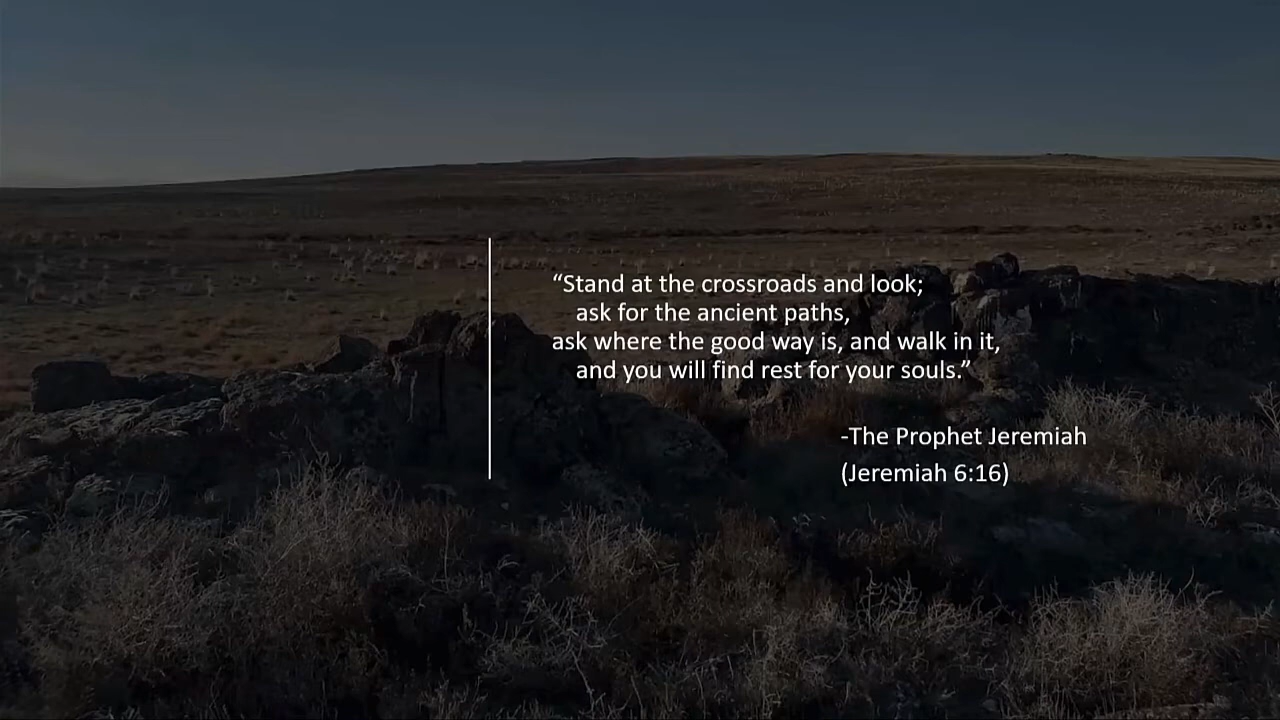 “Stand at the crossroads and look;
ask for the ancient paths,
ask where the good way is, and walk in it,
and you will find rest for your souls.”
-The Prophet Jeremiah
(Jeremiah 6:16)